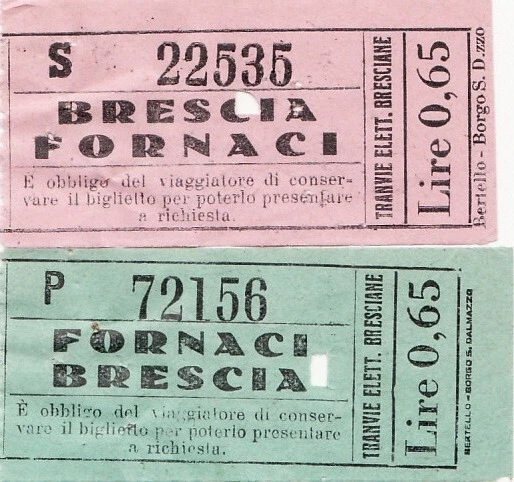 S 22535
BRESCIA
FORNACI
È obbligo del viaggiatore di conser-
vare il biglietto per poterlo presentare
a richiesta.
TRANVIE ELETT. BRESCIANE
Lire 0,65
Bertello - Borgo S. D.zzo
P 72156
FORNACI
BRESCIA
È obbligo del viaggiatore di conser-
vare il biglietto per poterlo presentare
a richiesta.
TRANVIE ELETT. BRESCIANE
Lire 0,65
BERTELLO - BORGO S. DALMAZZO